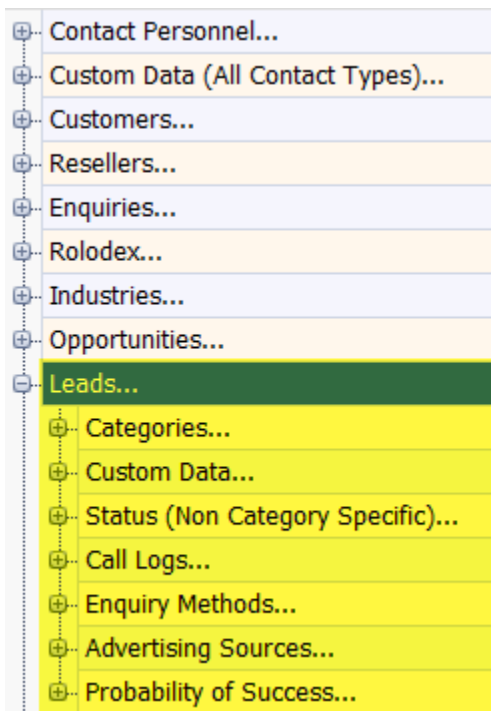 Contact Personnel...
Custom Data (All Contact Types)...
Customers...
Resellers...
Enquiries...
Rolodex...
Industries...
Opportunities...
Leads...
Categories...
Custom Data...
Status (Non Category Specific)...
Call Logs...
Enquiry Methods...
Advertising Sources...
Probability of Success...